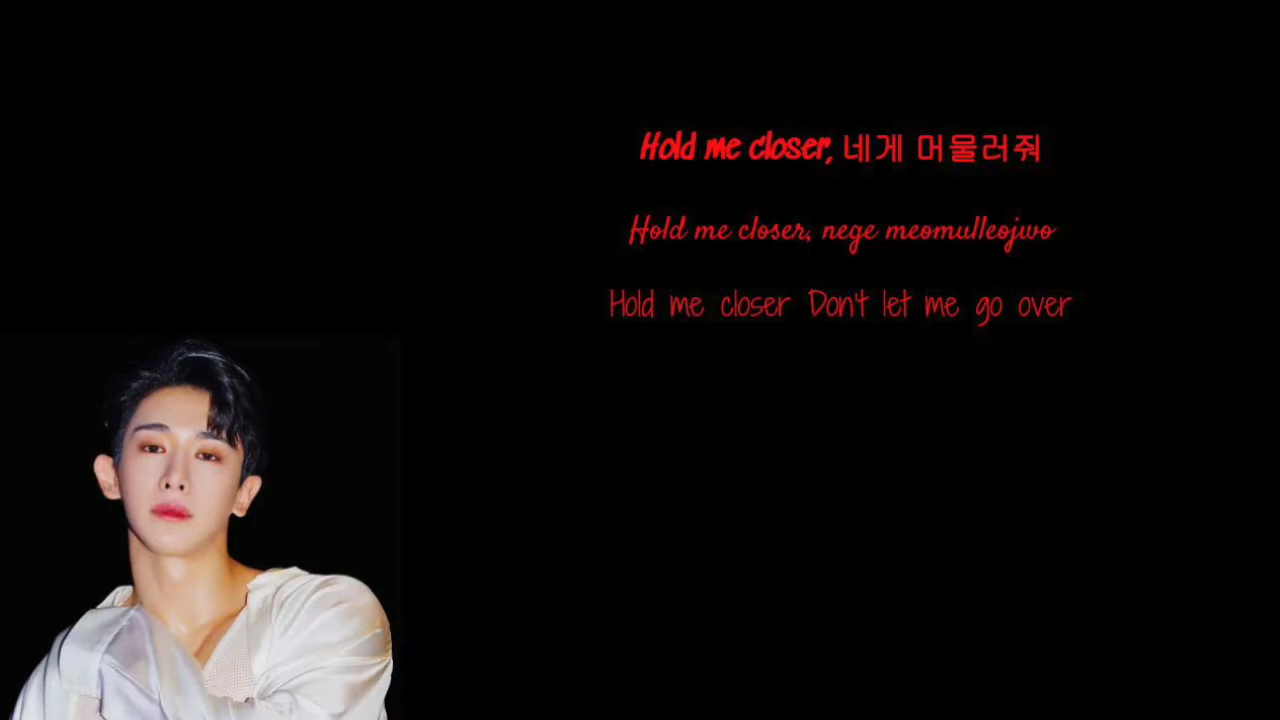 Hold me closer, 네게 머물러줘
Hold me closer, nege meomulleojwo
Hold me closer Don't let me go over